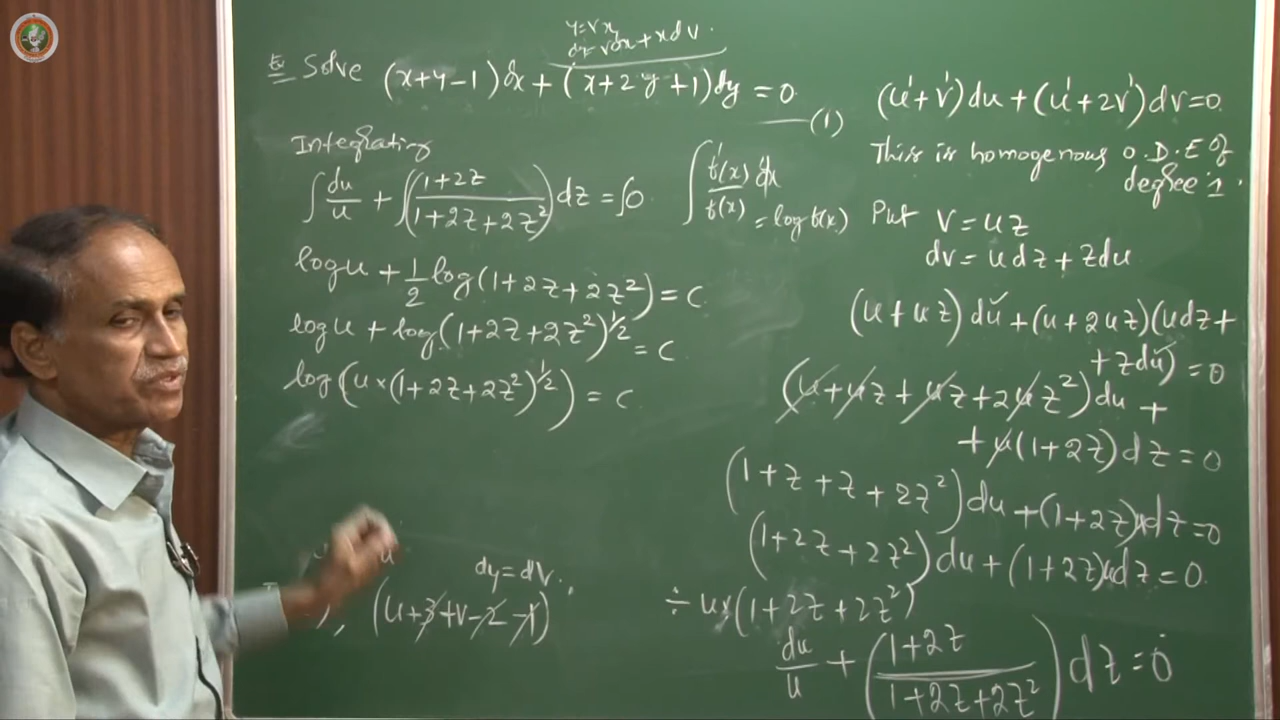 y=vx
dy=vdx+xdv.
Ex Solve (x+y-1)dx+(x+2y+1)dy=0 —(1)
Integrating
∫du/u + ∫((1+2z)/(1+2z+2z²))dz=∫0
∫f'(x)dx/f(x) = log f(x)
log u + 1/2 log(1+2z+2z²) = C
log u + log(1+2z+2z²)^1/2 = C
log(u×(1+2z+2z²)^1/2) = C
u
dy=dv.
, (u+3+v-2-1)
(u'+v')du+(u'+2v')dv=0.
This is homogenous O.D.E of
degree 1.
Put v=uz
dv=udz+zdu
(u+uz)du+(u+2uz)(udz+
+zdu)=0
(u+uz+uz+2uz²)du+
+u(1+2z)dz=0
(1+z+z+2z²)du+(1+2z)udz=0
(1+2z+2z²)du+(1+2z)udz=0.
÷ u×(1+2z+2z²)
du/u + ((1+2z)/(1+2z+2z²))dz=0